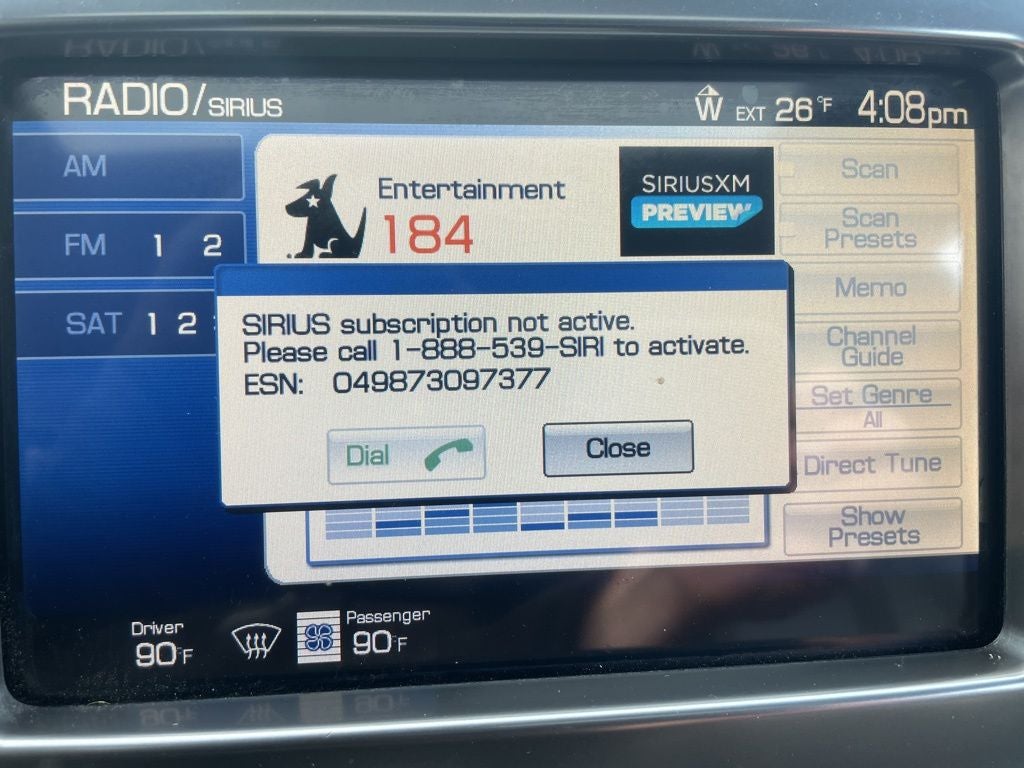 RADIO/SIRIUS
W EXT 26°F 4:08pm
AM
FM 1 2
SAT 1 2
Entertainment
184
SIRIUSXM
PREVIEW
Scan
Scan
Presets
Memo
Channel
Guide
Set Genre
All
Direct Tune
Show
Presets
SIRIUS subscription not active.
Please call 1-888-539-SIRI to activate.
ESN: 049873097377
Dial
Close
Driver
90°F
Passenger
90°F